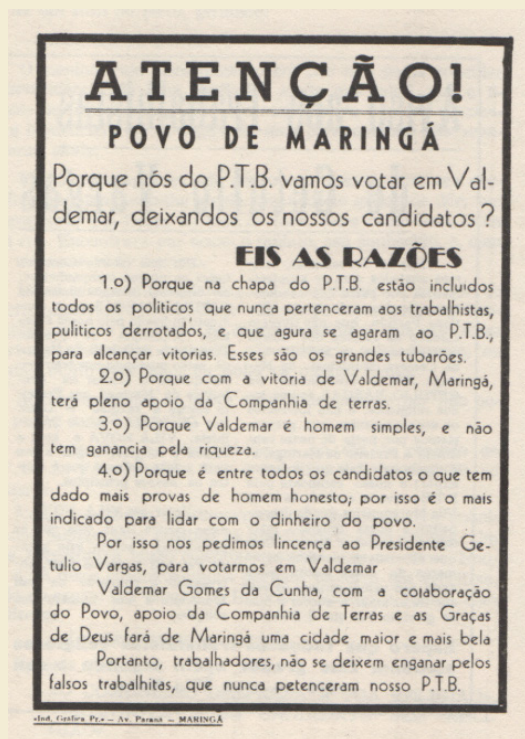 ATENÇÃO!
POVO DE MARINGÁ
Porque nós do P.T.B. vamos votar em Val-
demar, deixandos os nossos candidatos ?
EIS AS RAZÕES
1.o) Porque na chapa do P.T.B. estão incluidos
todos os politicos que nunca pertenceram aos trabalhistas,
puliticos derrotados, e que agura se agaram ao P.T.B.,
para alcançar vitorias. Esses são os grandes tubarões.
2.o) Porque com a vitoria de Valdemar, Maringá,
terá pleno apoio da Companhia de terras.
3.o) Porque Valdemar é homem simples, e não
tem ganancia pela riqueza.
4.o) Porque é entre todos os candidatos o que tem
dado mais provas de homem honesto; por isso é o mais
indicado para lidar com o dinheiro do povo.
Por isso nos pedimos lincença ao Presidente Ge-
tulio Vargas, para votarmos em Valdemar
Valdemar Gomes da Cunha, com a colaboração
do Povo, apoio da Companhia de Terras e as Graças
de Deus fará de Maringá uma cidade maior e mais bela
Portanto, trabalhadores, não se deixem enganar pelos
falsos trabalhitas, que nunca petenceram nosso P.T.B.
«Ind. Gráfica Pr.» — Av. Paraná — MARINGÁ